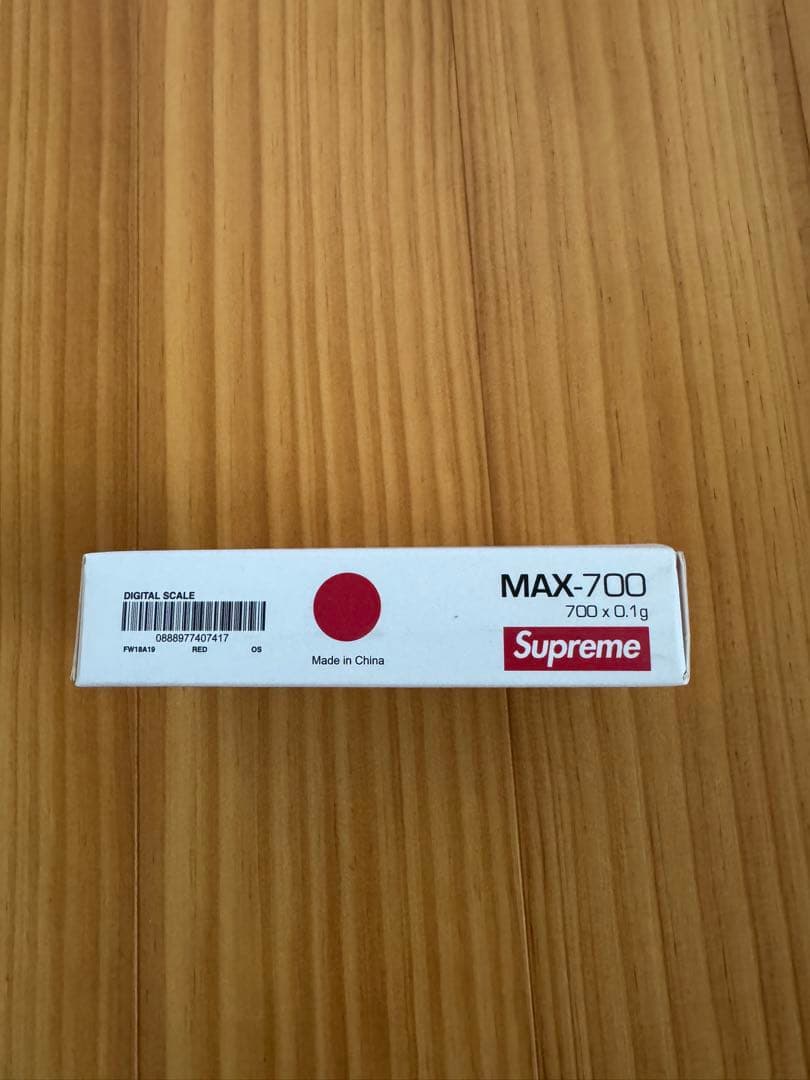 DIGITAL SCALE
0888977407417
FW18A19 RED OS
Made in China
MAX-700
700 x 0.1g
Supreme